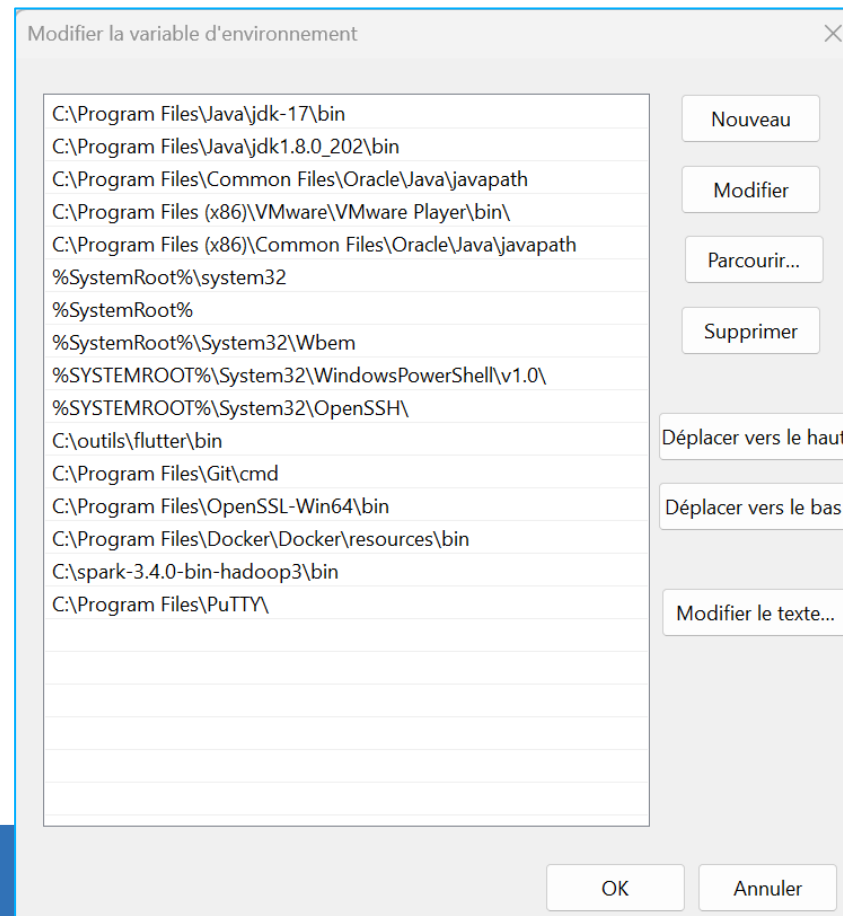 Modifier la variable d'environnement
C:\Program Files\Java\jdk-17\bin
C:\Program Files\Java\jdk1.8.0_202\bin
C:\Program Files\Common Files\Oracle\Java\javapath
C:\Program Files (x86)\VMware\VMware Player\bin\
C:\Program Files (x86)\Common Files\Oracle\Java\javapath
%SystemRoot%\system32
%SystemRoot%
%SystemRoot%\System32\Wbem
%SYSTEMROOT%\System32\WindowsPowerShell\v1.0\
%SYSTEMROOT%\System32\OpenSSH\
C:\outils\flutter\bin
C:\Program Files\Git\cmd
C:\Program Files\OpenSSL-Win64\bin
C:\Program Files\Docker\Docker\resources\bin
C:\spark-3.4.0-bin-hadoop3\bin
C:\Program Files\PuTTY\
Nouveau
Modifier
Parcourir...
Supprimer
Déplacer vers le haut
Déplacer vers le bas
Modifier le texte...
OK
Annuler